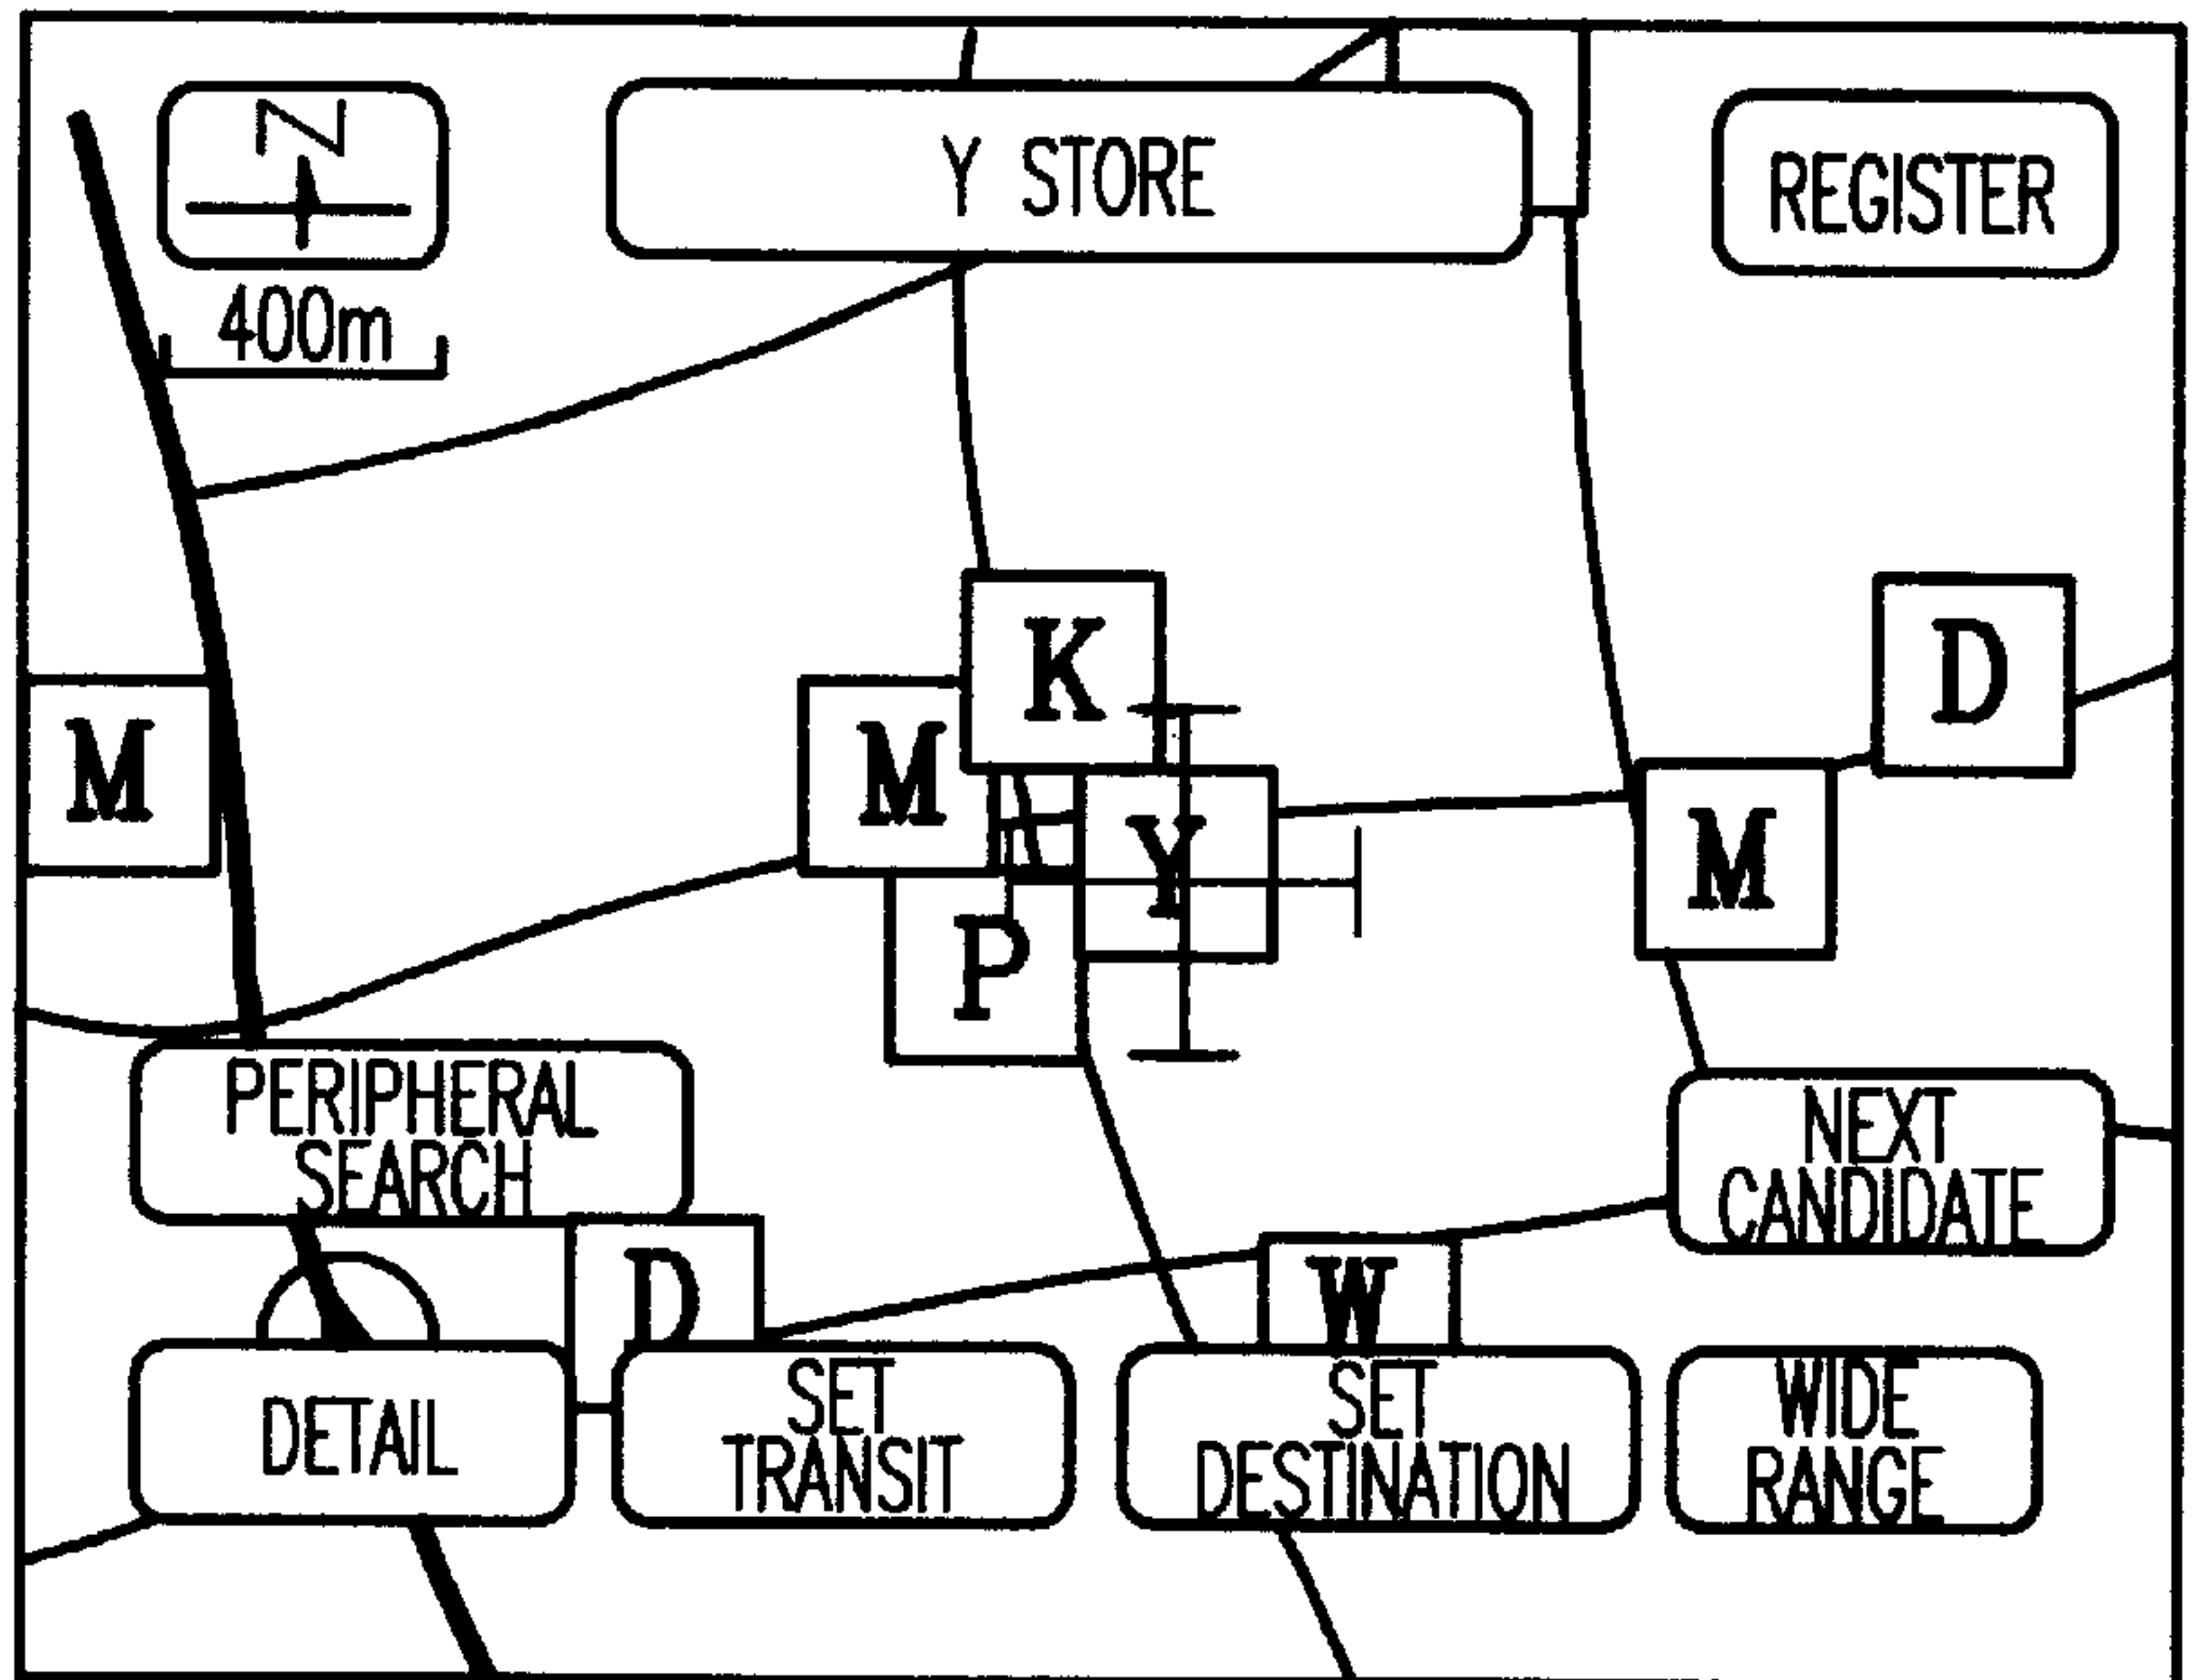 N
Y STORE
REGISTER
400m
K
D
M
M
Y
M
P
PERIPHERAL
SEARCH
NEXT
CANDIDATE
D
W
DETAIL
SET
TRANSIT
SET
DESTINATION
WIDE
RANGE